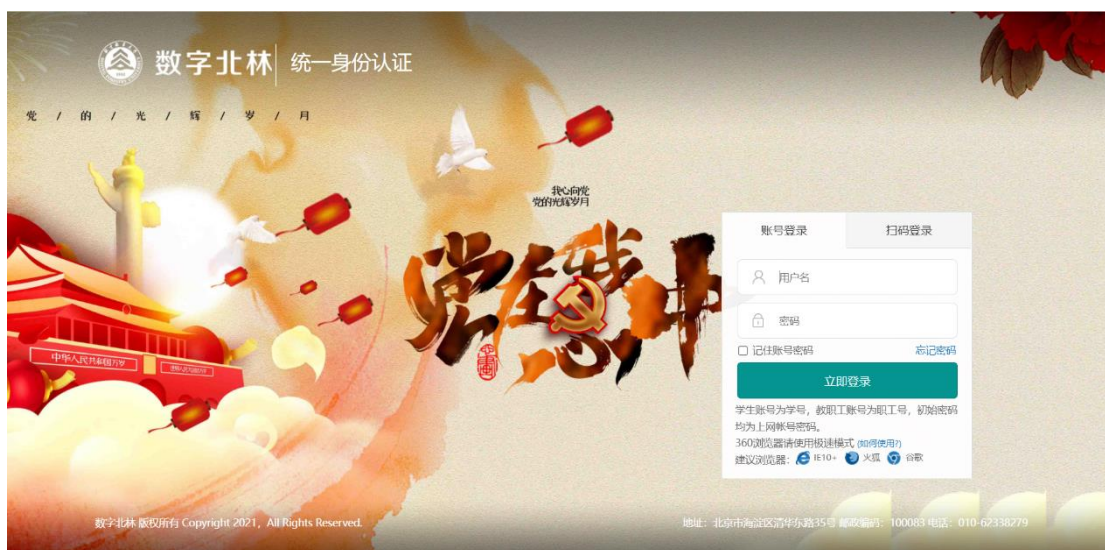 数字北林 统一身份认证
党 / 的 / 光 / 辉 / 岁 / 月
我心向党
党的光辉岁月
党在我心中
中华人民共和国万岁
账号登录 扫码登录
用户名
密码
记住账号密码 忘记密码
立即登录
学生账号为学号，教职工账号为职工号，初始密码
均为上网帐号密码。
360浏览器请使用极速模式 (如何使用?)
建议浏览器： IE10+ 火狐 谷歌
数字北林 版权所有 Copyright 2021，All Rights Reserved.
地址：北京市海淀区清华东路35号 邮政编码：100083 电话：010-62338279